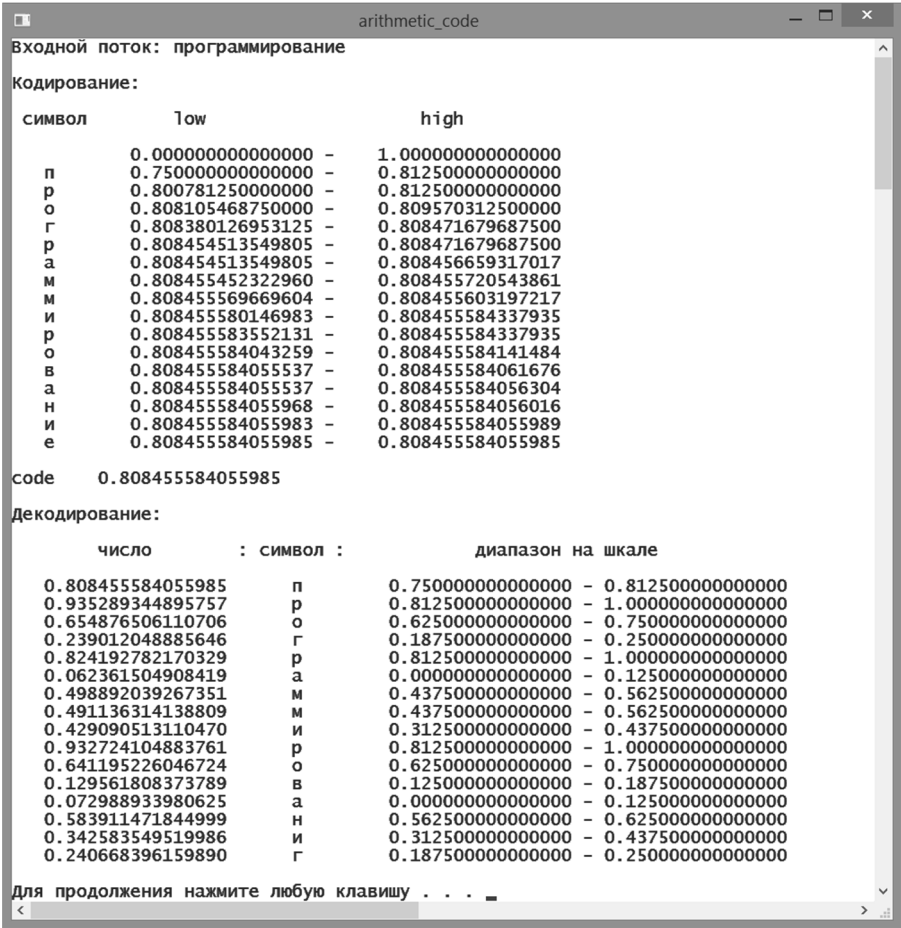 arithmetic_code
Входной поток: программирование
Кодирование:
символ low high
0.000000000000000 - 1.000000000000000
п 0.750000000000000 - 0.812500000000000
р 0.800781250000000 - 0.812500000000000
о 0.808105468750000 - 0.809570312500000
г 0.808380126953125 - 0.808471679687500
р 0.808454513549805 - 0.808471679687500
а 0.808454513549805 - 0.808456659317017
м 0.808455452322960 - 0.808455720543861
м 0.808455569669604 - 0.808455603197217
и 0.808455580146983 - 0.808455584337935
р 0.808455583552131 - 0.808455584337935
о 0.808455584043259 - 0.808455584141484
в 0.808455584055537 - 0.808455584061676
а 0.808455584055537 - 0.808455584056304
н 0.808455584055968 - 0.808455584056016
и 0.808455584055983 - 0.808455584055989
е 0.808455584055985 - 0.808455584055985
code 0.808455584055985
Декодирование:
число : символ : диапазон на шкале
0.808455584055985 п 0.750000000000000 - 0.812500000000000
0.935289344895757 р 0.812500000000000 - 1.000000000000000
0.654876506110706 о 0.625000000000000 - 0.750000000000000
0.239012048885646 г 0.187500000000000 - 0.250000000000000
0.824192782170329 р 0.812500000000000 - 1.000000000000000
0.062361504908419 а 0.000000000000000 - 0.125000000000000
0.498892039267351 м 0.437500000000000 - 0.562500000000000
0.491136314138809 м 0.437500000000000 - 0.562500000000000
0.429090513110470 и 0.312500000000000 - 0.437500000000000
0.932724104883761 р 0.812500000000000 - 1.000000000000000
0.641195226046724 о 0.625000000000000 - 0.750000000000000
0.129561808373789 в 0.125000000000000 - 0.187500000000000
0.072988933980625 а 0.000000000000000 - 0.125000000000000
0.583911471844999 н 0.562500000000000 - 0.625000000000000
0.342583549519986 и 0.312500000000000 - 0.437500000000000
0.240668396159890 г 0.187500000000000 - 0.250000000000000
Для продолжения нажмите любую клавишу . . .